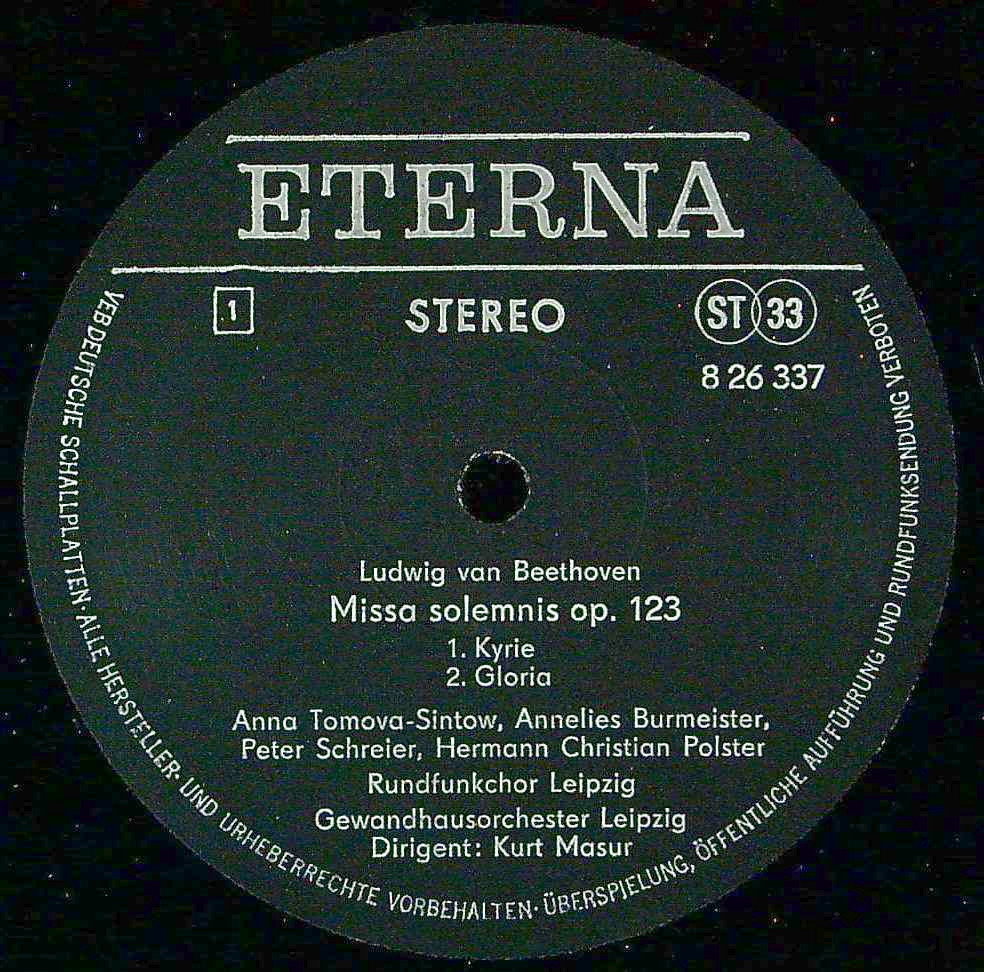 ETERNA
1 STEREO ST 33
8 26 337
Ludwig van Beethoven
Missa solemnis op. 123
1. Kyrie
2. Gloria
Anna Tomova-Sintow, Annelies Burmeister,
Peter Schreier, Hermann Christian Polster
Rundfunkchor Leipzig
Gewandhausorchester Leipzig
Dirigent: Kurt Masur
VEB DEUTSCHE SCHALLPLATTEN · ALLE HERSTELLER- UND URHEBERRECHTE VORBEHALTEN · ÜBERSPIELUNG, ÖFFENTLICHE AUFFÜHRUNG UND RUNDFUNKSENDUNG VERBOTEN